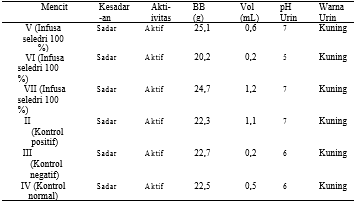 Mencit Kesadar-an Akti-ivitas BB (g) Vol (mL) pH Urin Warna Urin
V (Infusa seledri 100 %) Sadar Aktif 25,1 0,6 7 Kuning
VI (Infusa seledri 100 %) Sadar Aktif 20,2 0,2 5 Kuning
VII (Infusa seledri 100 %) Sadar Aktif 24,7 1,2 7 Kuning
II (Kontrol positif) Sadar Aktif 22,3 1,1 7 Kuning
III (Kontrol negatif) Sadar Aktif 22,7 0,2 6 Kuning
IV (Kontrol normal) Sadar Aktif 22,5 0,5 6 Kuning